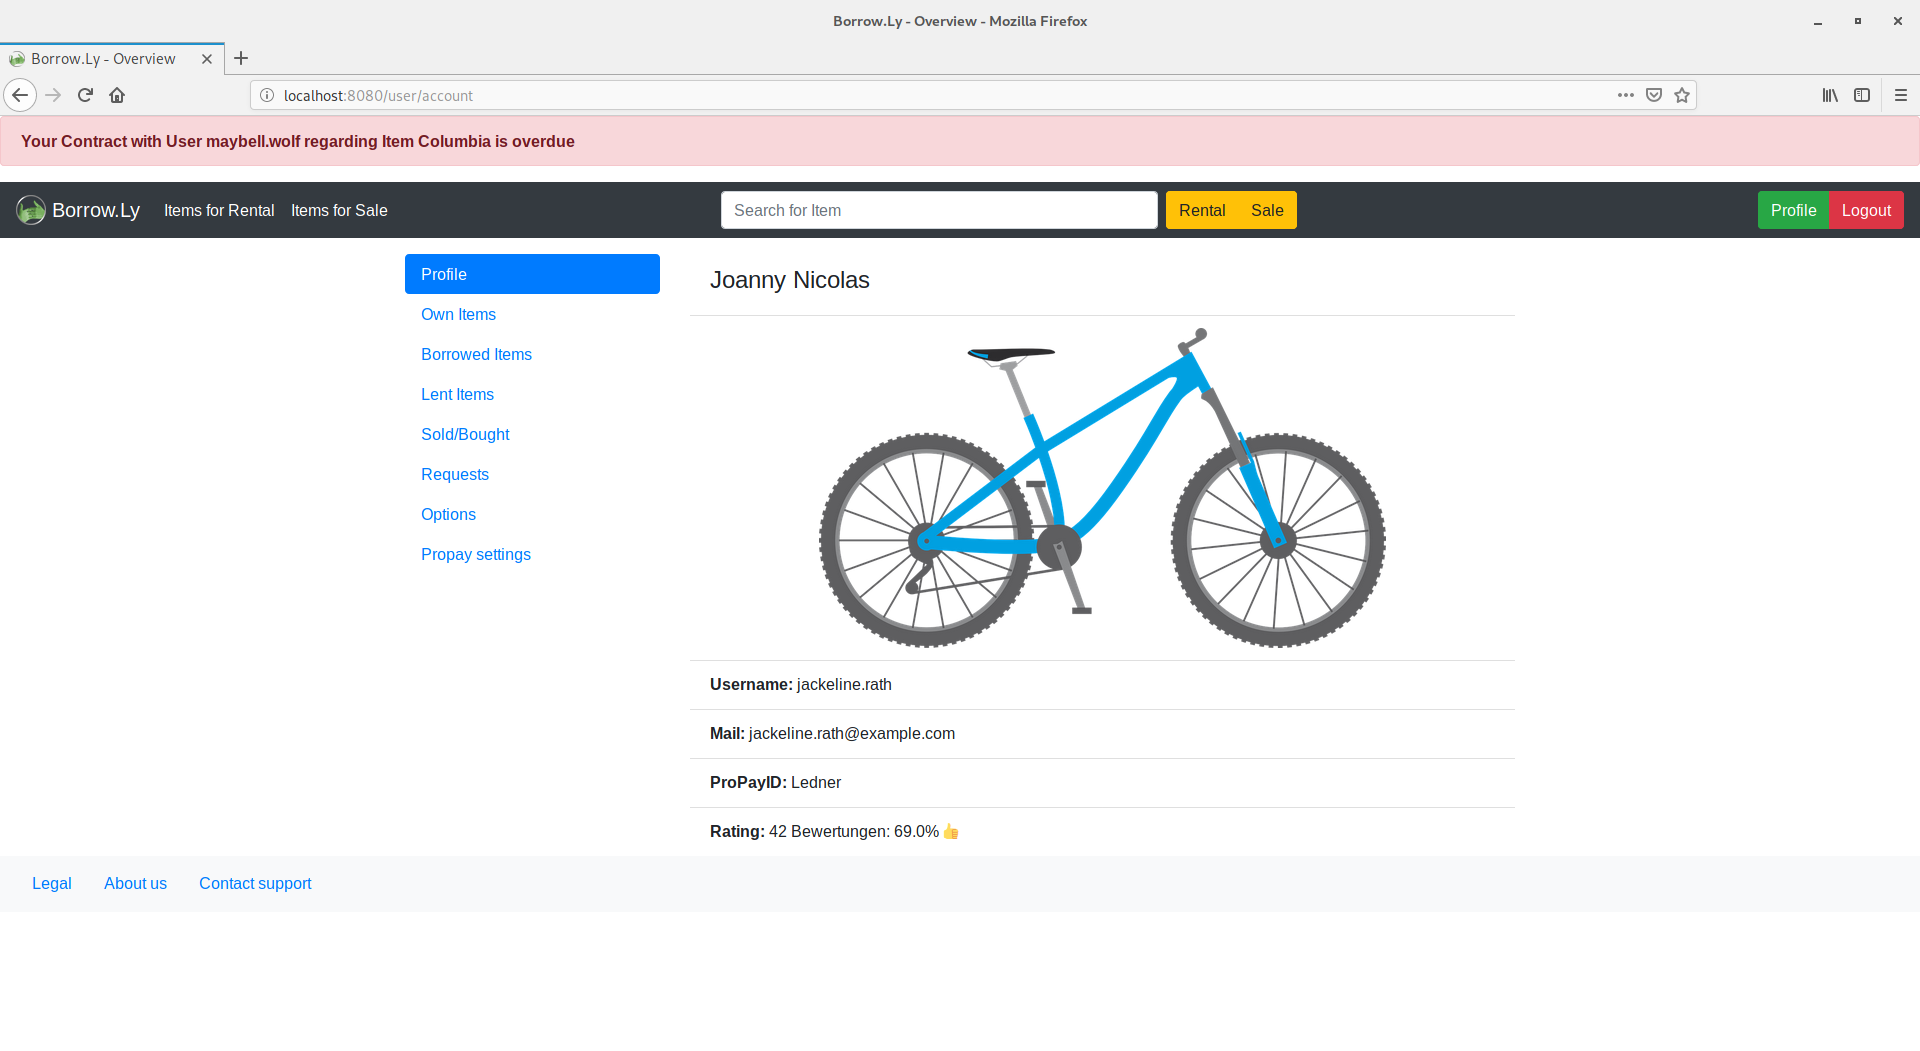 Borrow.Ly - Overview - Mozilla Firefox
Borrow.Ly - Overview
localhost:8080/user/account
Your Contract with User maybell.wolf regarding Item Columbia is overdue
Borrow.Ly Items for Rental Items for Sale Search for Item Rental Sale Profile Logout
Profile
Own Items
Borrowed Items
Lent Items
Sold/Bought
Requests
Options
Propay settings
Joanny Nicolas
Username: jackeline.rath
Mail: jackeline.rath@example.com
ProPayID: Ledner
Rating: 42 Bewertungen: 69.0%👍
Legal About us Contact support